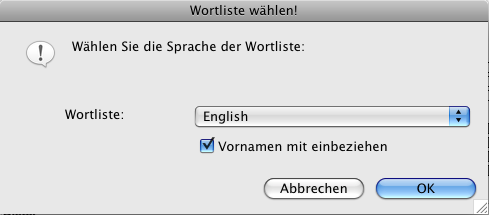 Wortliste wählen!
Wählen Sie die Sprache der Wortliste:
Wortliste: English
Vornamen mit einbeziehen
Abbrechen OK